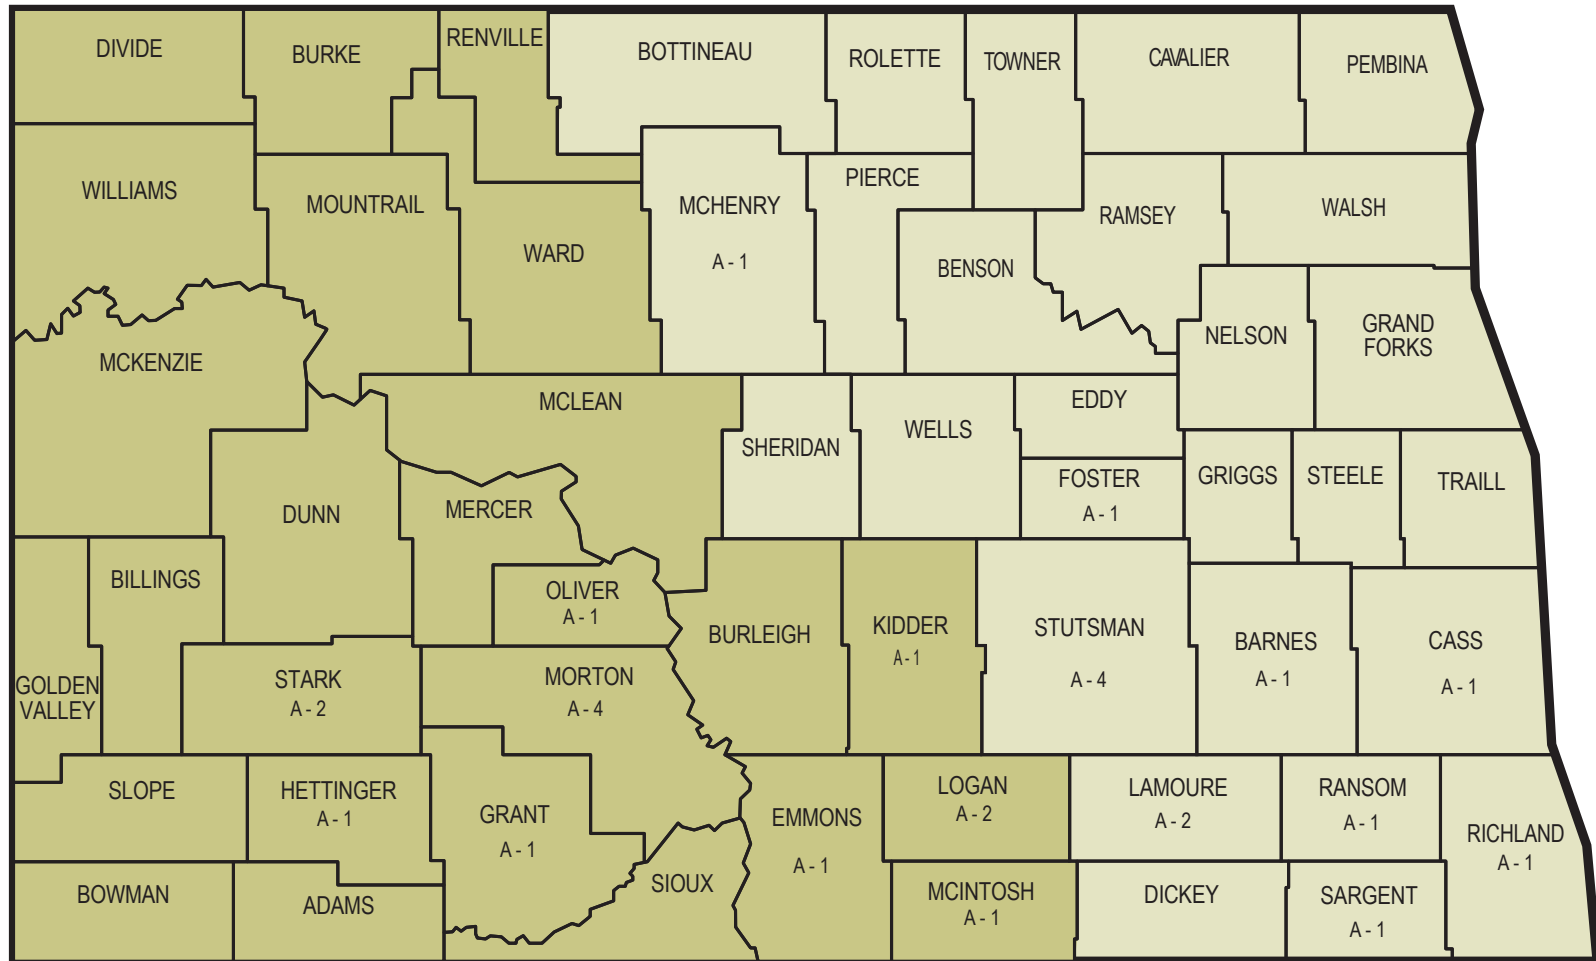 DIVIDE
BURKE
RENVILLE
BOTTINEAU
ROLETTE
TOWNER
CAVALIER
PEMBINA
WILLIAMS
MOUNTRAIL
WARD
MCHENRY
A - 1
PIERCE
BENSON
RAMSEY
WALSH
MCKENZIE
NELSON
GRAND
FORKS
MCLEAN
SHERIDAN
WELLS
EDDY
FOSTER
A - 1
GRIGGS
STEELE
TRAILL
DUNN
MERCER
BILLINGS
OLIVER
A - 1
BURLEIGH
KIDDER
A - 1
STUTSMAN
A - 4
BARNES
A - 1
CASS
A - 1
GOLDEN
VALLEY
STARK
A - 2
MORTON
A - 4
SLOPE
HETTINGER
A - 1
GRANT
A - 1
EMMONS
A - 1
LOGAN
A - 2
LAMOURE
A - 2
RANSOM
A - 1
RICHLAND
A - 1
BOWMAN
ADAMS
SIOUX
MCINTOSH
A - 1
DICKEY
SARGENT
A - 1